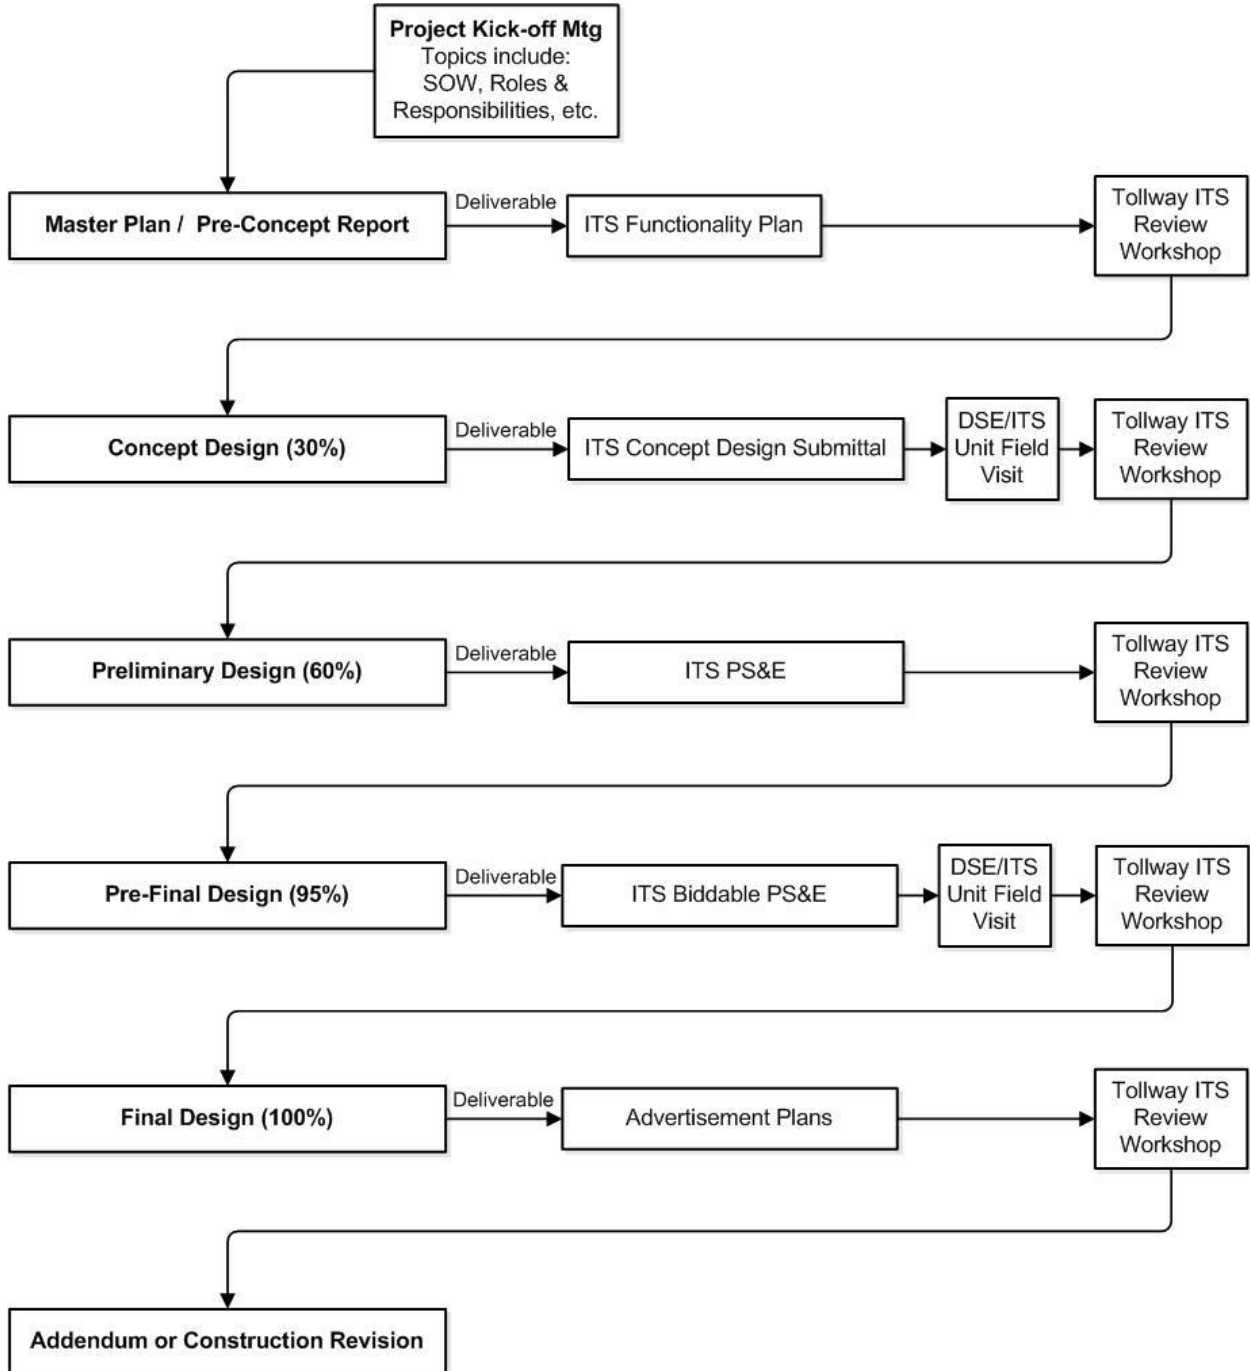 Project Kick-off Mtg
Topics include:
SOW, Roles &
Responsibilities, etc.
Master Plan / Pre-Concept Report
Deliverable
ITS Functionality Plan
Tollway ITS
Review
Workshop
Concept Design (30%)
Deliverable
ITS Concept Design Submittal
DSE/ITS
Unit Field
Visit
Tollway ITS
Review
Workshop
Preliminary Design (60%)
Deliverable
ITS PS&E
Tollway ITS
Review
Workshop
Pre-Final Design (95%)
Deliverable
ITS Biddable PS&E
DSE/ITS
Unit Field
Visit
Tollway ITS
Review
Workshop
Final Design (100%)
Deliverable
Advertisement Plans
Tollway ITS
Review
Workshop
Addendum or Construction Revision